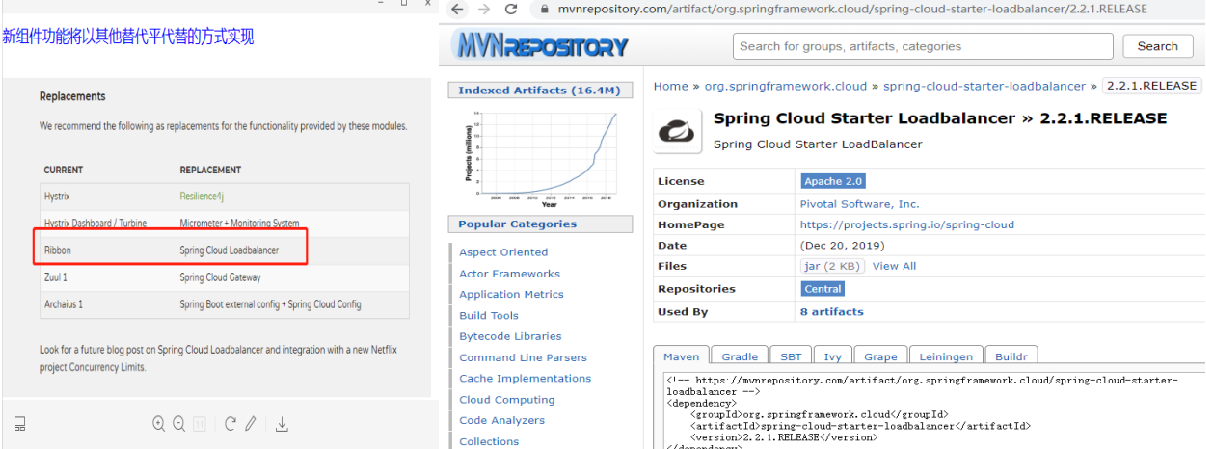 新组件功能将以其他替代平代替的方式实现
Replacements
We recommend the following as replacements for the functionality provided by these modules.
CURRENT REPLACEMENT
Hystrix Resilience4j
Hystrix Dashboard / Turbine Micrometer + Monitoring System
Ribbon Spring Cloud Loadbalancer
Zuul 1 Spring Cloud Gateway
Archaius 1 Spring Boot external config + Spring Cloud Config
Look for a future blog post on Spring Cloud Loadbalancer and integration with a new Netflix
project Concurrency Limits.
mvnrepository.com/artifact/org.springframework.cloud/spring-cloud-starter-loadbalancer/2.2.1.RELEASE
MVNREPOSITORY
Search for groups, artifacts, categories
Search
Indexed Artifacts (16.4M)
Projects (millions)
Year
Popular Categories
Aspect Oriented
Actor Frameworks
Application Metrics
Build Tools
Bytecode Libraries
Command Line Parsers
Cache Implementations
Cloud Computing
Code Analyzers
Collections
Home » org.springframework.cloud » spring-cloud-starter-loadbalancer » 2.2.1.RELEASE
Spring Cloud Starter Loadbalancer » 2.2.1.RELEASE
Spring Cloud Starter LoadBalancer
License Apache 2.0
Organization Pivotal Software, Inc.
HomePage https://projects.spring.io/spring-cloud
Date (Dec 20, 2019)
Files jar (2 KB) View All
Repositories Central
Used By 8 artifacts
Maven Gradle SBT Ivy Grape Leiningen Buildr
<!-- https://mvnrepository.com/artifact/org.springframework.cloud/spring-cloud-starter-
loadbalancer -->
<dependency>
<groupId>org.springframework.cloud</groupId>
<artifactId>spring-cloud-starter-loadbalancer</artifactId>
<version>2.2.1.RELEASE</version>
</dependency>